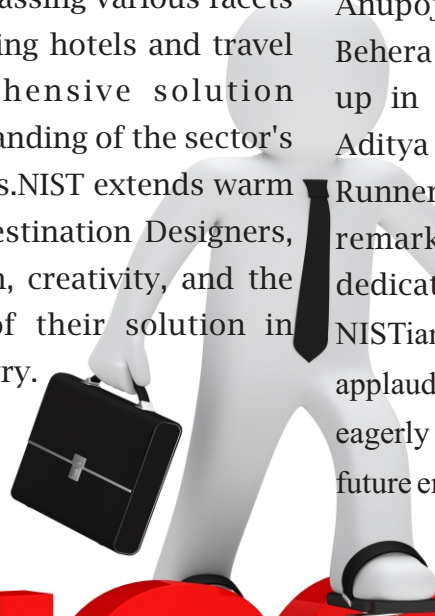 assing various facets
ing hotels and travel
hensive solution
anding of the sector's
s.NIST extends warm
estination Designers,
n, creativity, and the
of their solution in
ry.
Anupoj
Behera
up in
Aditya
Runner
remark
dedicat
NISTian
applaud
eagerly
future en